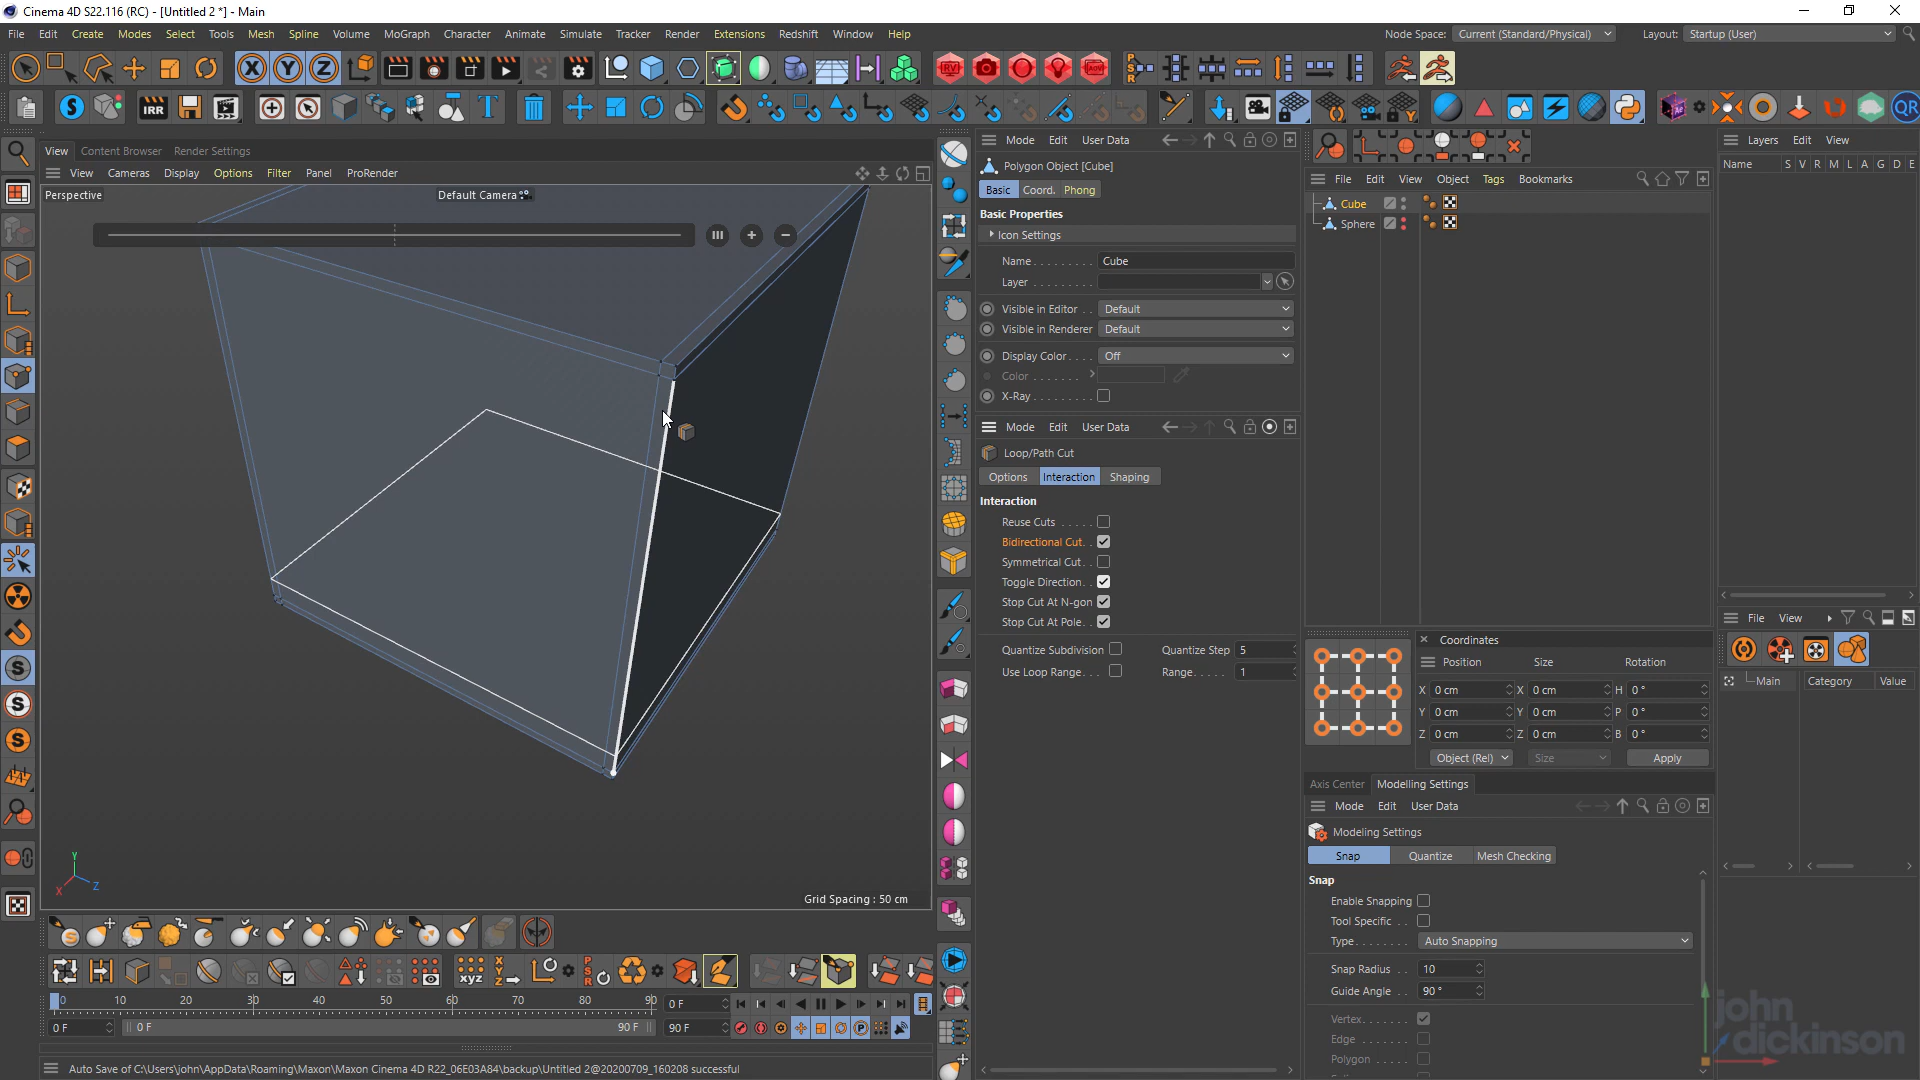 Cinema 4D S22.116 (RC) - [Untitled 2 *] - Main
File Edit Create Modes Select Tools Mesh Spline Volume MoGraph Character Animate Simulate Tracker Render Extensions Redshift Window Help
Node Space: Current (Standard/Physical) Layout: Startup (User)
View Content Browser Render Settings
View Cameras Display Options Filter Panel ProRender
Perspective
Default Camera
Grid Spacing : 50 cm
Mode Edit User Data
Polygon Object [Cube]
Basic Coord. Phong
Basic Properties
Icon Settings
Name . . . . . . . . . Cube
Layer . . . . . . . . .
Visible in Editor . . Default
Visible in Renderer Default
Display Color . . . . Off
Color . . . . . . .
X-Ray . . . . . . . . .
Mode Edit User Data
Loop/Path Cut
Options Interaction Shaping
Interaction
Reuse Cuts . . . . .
Bidirectional Cut. .
Symmetrical Cut. .
Toggle Direction. .
Stop Cut At N-gon
Stop Cut At Pole. .
Quantize Subdivision Quantize Step 5
Use Loop Range. . . Range. . . . . 1
File Edit View Object Tags Bookmarks
Cube
Sphere
Layers Edit View
Name S V R M L A G D E
File View
Main Category Value
Coordinates
Position Size Rotation
X 0 cm X 0 cm H 0 °
Y 0 cm Y 0 cm P 0 °
Z 0 cm Z 0 cm B 0 °
Object (Rel) Size Apply
Axis Center Modelling Settings
Mode Edit User Data
Modeling Settings
Snap Quantize Mesh Checking
Snap
Enable Snapping
Tool Specific . .
Type. . . . . . . . Auto Snapping
Snap Radius . . 10
Guide Angle . . 90 °
Vertex. . . . . . .
Edge . . . . . . . .
Polygon . . . . .
IRR
RV
AOV
QR
XYZ
PSR
0 10 20 30 40 50 60 70 80 90 0 F
0 F 0 F 90 F 90 F
Auto Save of C:\Users\john\AppData\Roaming\Maxon\Maxon Cinema 4D R22_06E03A84\backup\Untitled 2@20200709_160208 successful
john
dickinson